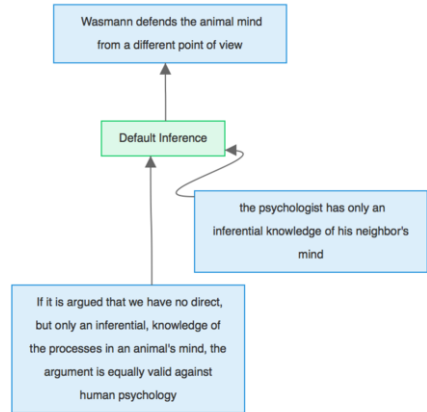 Wasmann defends the animal mind
from a different point of view
Default Inference
the psychologist has only an
inferential knowledge of his neighbor's
mind
If it is argued that we have no direct,
but only an inferential, knowledge of
the processes in an animal's mind, the
argument is equally valid against
human psychology